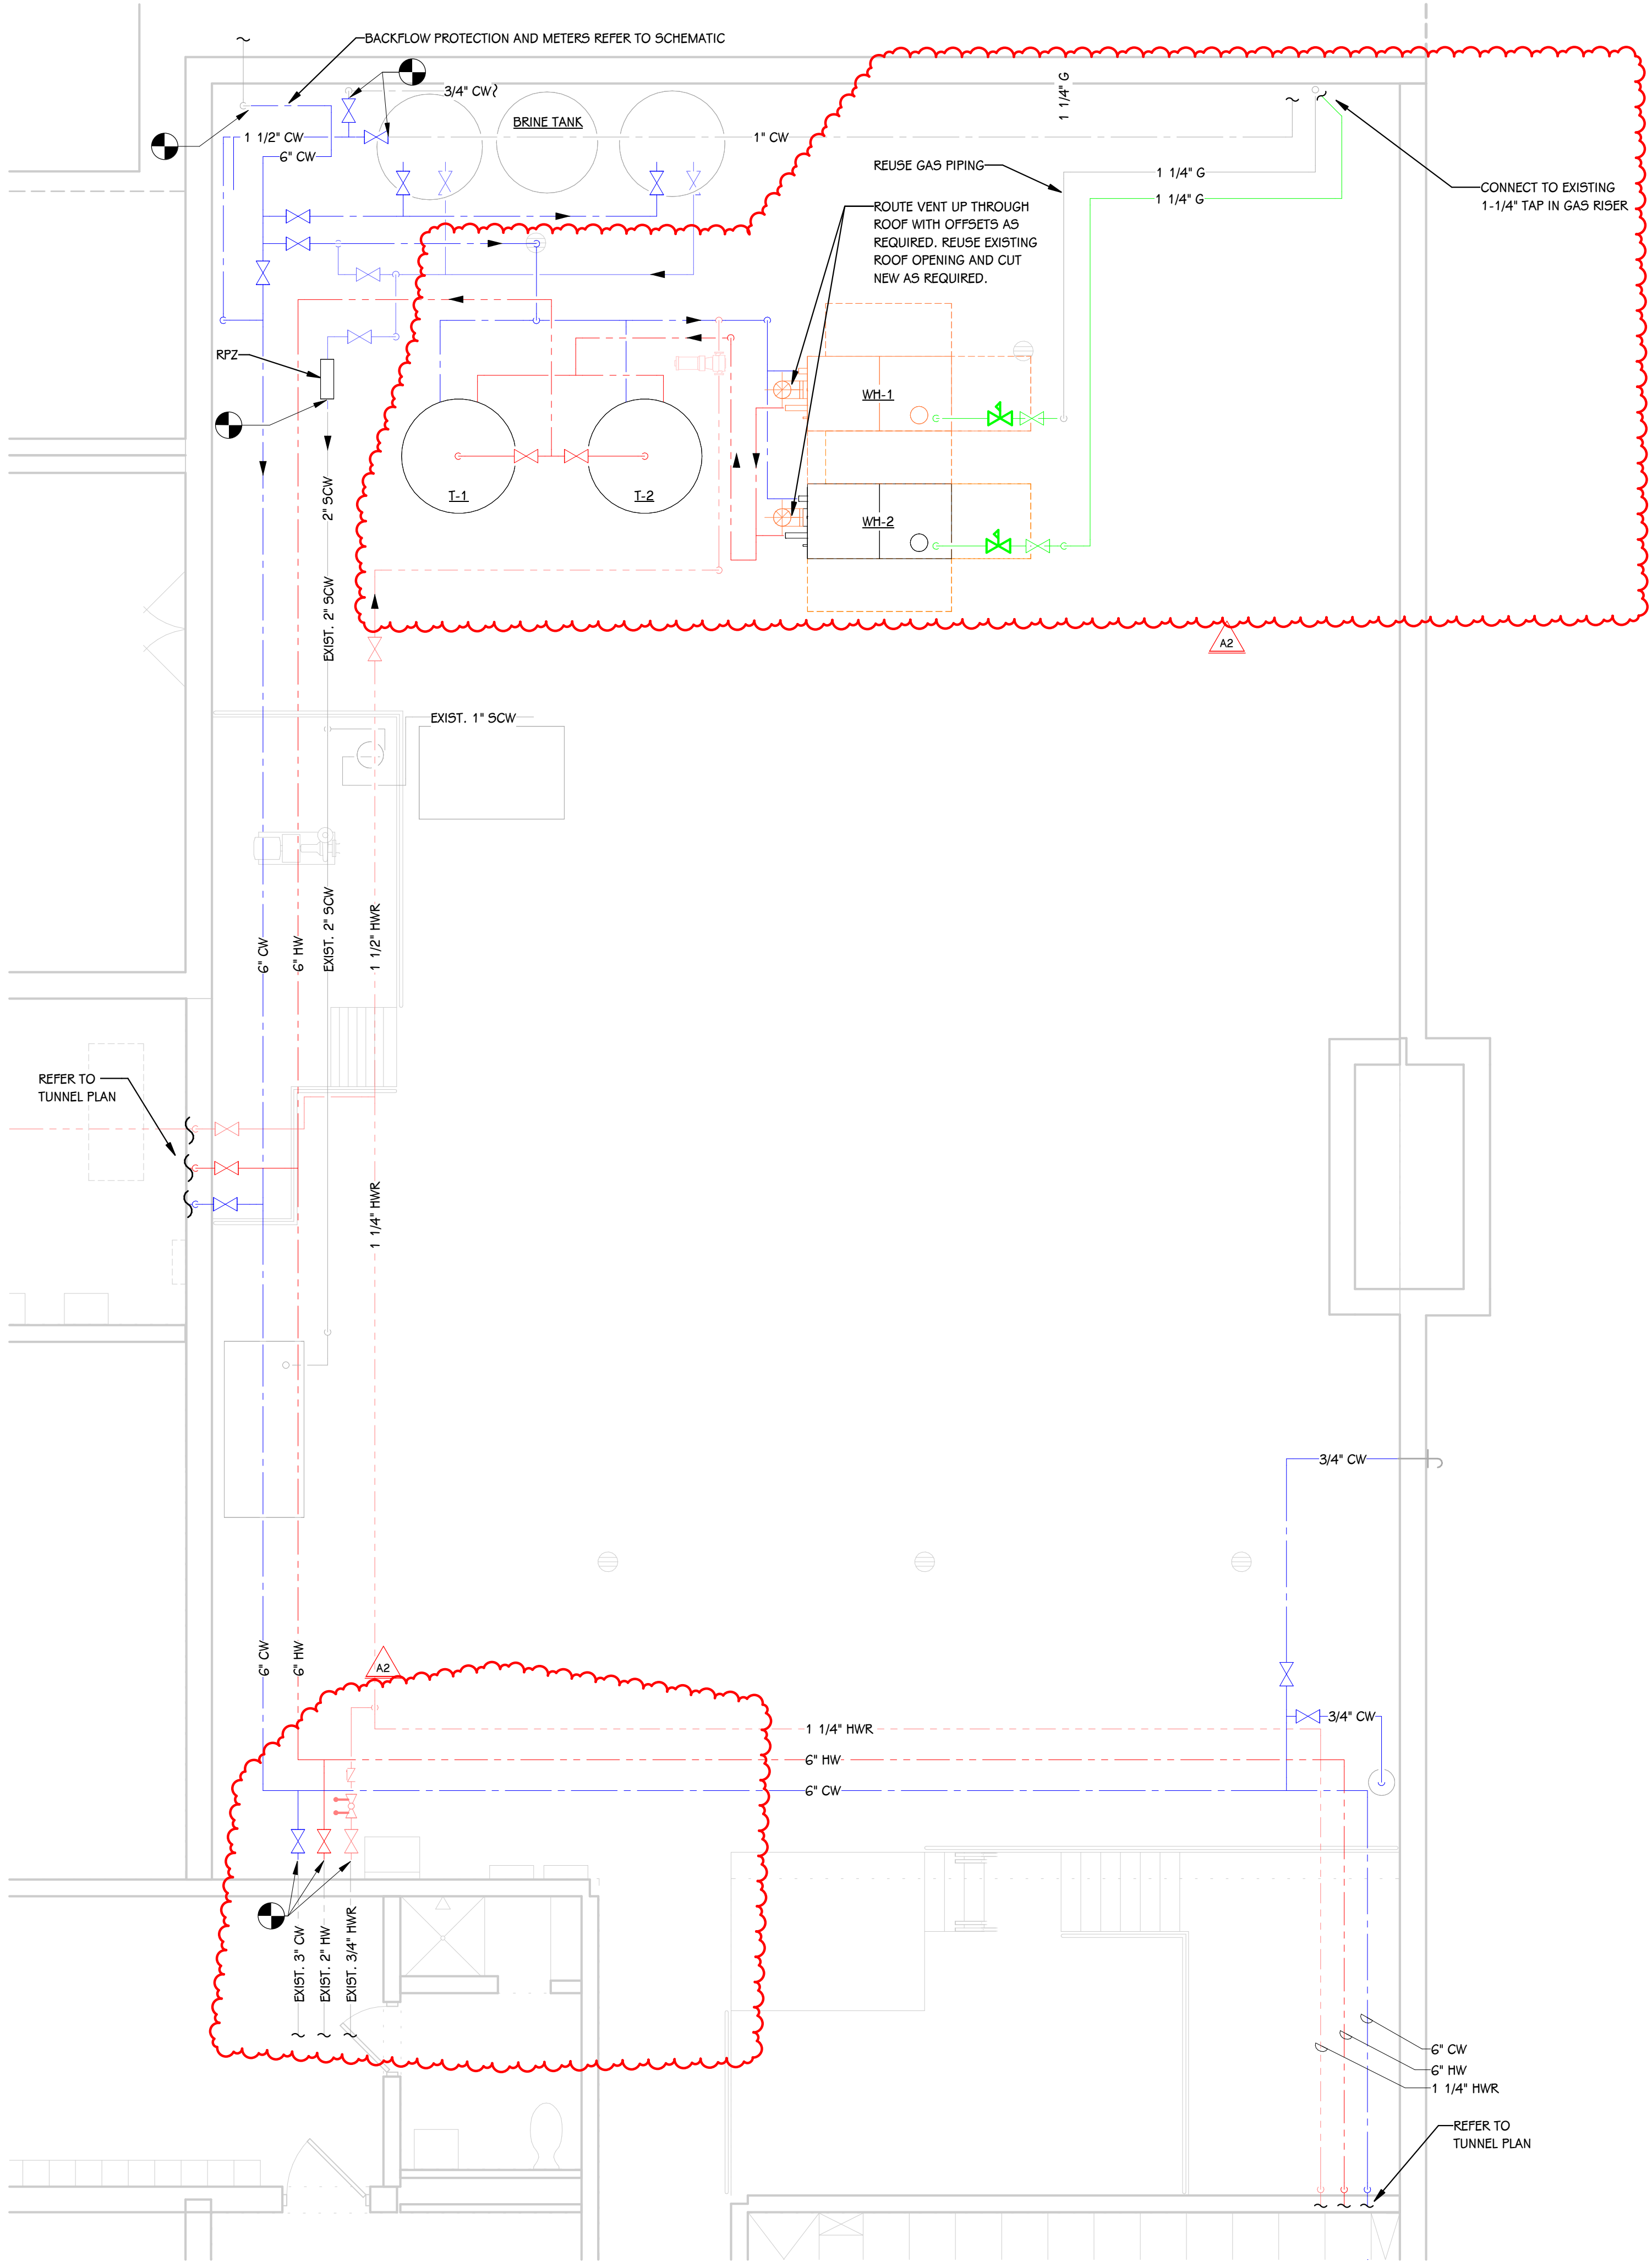 BACKFLOW PROTECTION AND METERS REFER TO SCHEMATIC
3/4" CW
BRINE TANK
1 1/2" CW
6" CW
1" CW
1 1/4" G
REUSE GAS PIPING
1 1/4" G
1 1/4" G
CONNECT TO EXISTING
1-1/4" TAP IN GAS RISER
ROUTE VENT UP THROUGH
ROOF WITH OFFSETS AS
REQUIRED. REUSE EXISTING
ROOF OPENING AND CUT
NEW AS REQUIRED.
RPZ
WH-1
T-1
T-2
WH-2
2" SCW
EXIST. 2" SCW
A2
EXIST. 1" SCW
6" CW
6" HW
EXIST. 2" SCW
1 1/2" HWR
REFER TO
TUNNEL PLAN
1 1/4" HWR
3/4" CW
6" CW
6" HW
A2
3/4" CW
1 1/4" HWR
6" HW
6" CW
EXIST. 3" CW
EXIST. 2" HW
EXIST. 3/4" HWR
6" CW
6" HW
1 1/4" HWR
REFER TO
TUNNEL PLAN